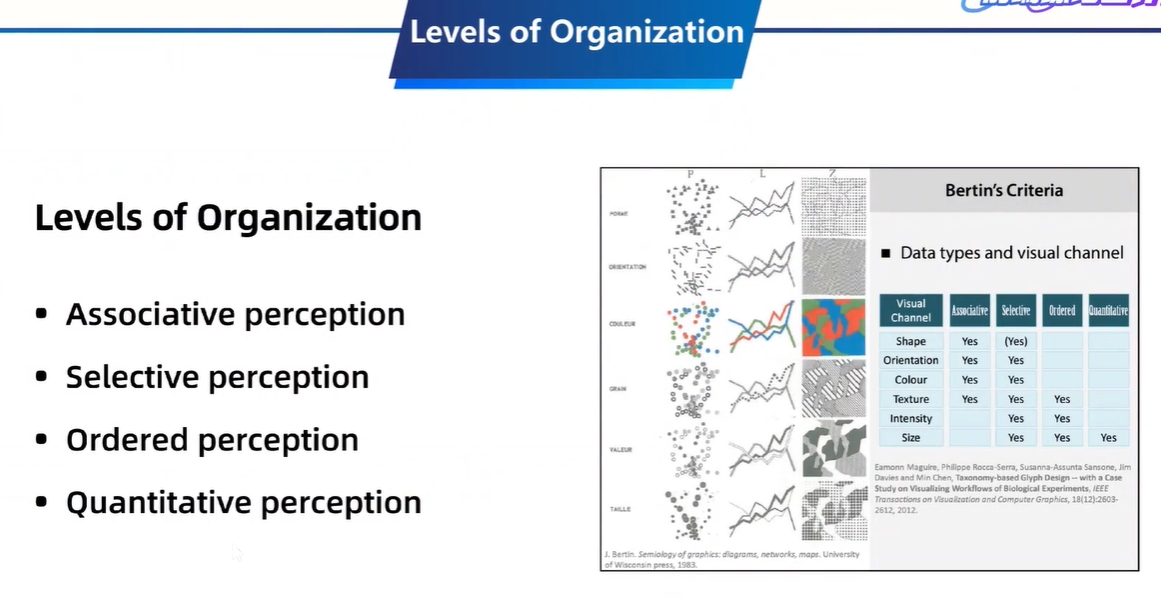 Levels of Organization
Levels of Organization
• Associative perception
• Selective perception
• Ordered perception
• Quantitative perception
P L Z
FORME
ORIENTATION
COULEUR
GRAIN
VALEUR
TAILLE
J. Bertin. Semiology of graphics: diagrams, networks, maps. University
of Wisconsin press, 1983.
Bertin's Criteria
■ Data types and visual channel
Visual
Channel Associative Selective Ordered Quantitative
Shape Yes (Yes)
Orientation Yes Yes
Colour Yes Yes
Texture Yes Yes Yes
Intensity Yes Yes
Size Yes Yes Yes
Eamonn Maguire, Philippe Rocca-Serra, Susanna-Assunta Sansone, Jim
Davies and Min Chen, Taxonomy-based Glyph Design -- with a Case
Study on Visualizing Workflows of Biological Experiments, IEEE
Transactions on Visualization and Computer Graphics, 18(12):2603-
2612, 2012.